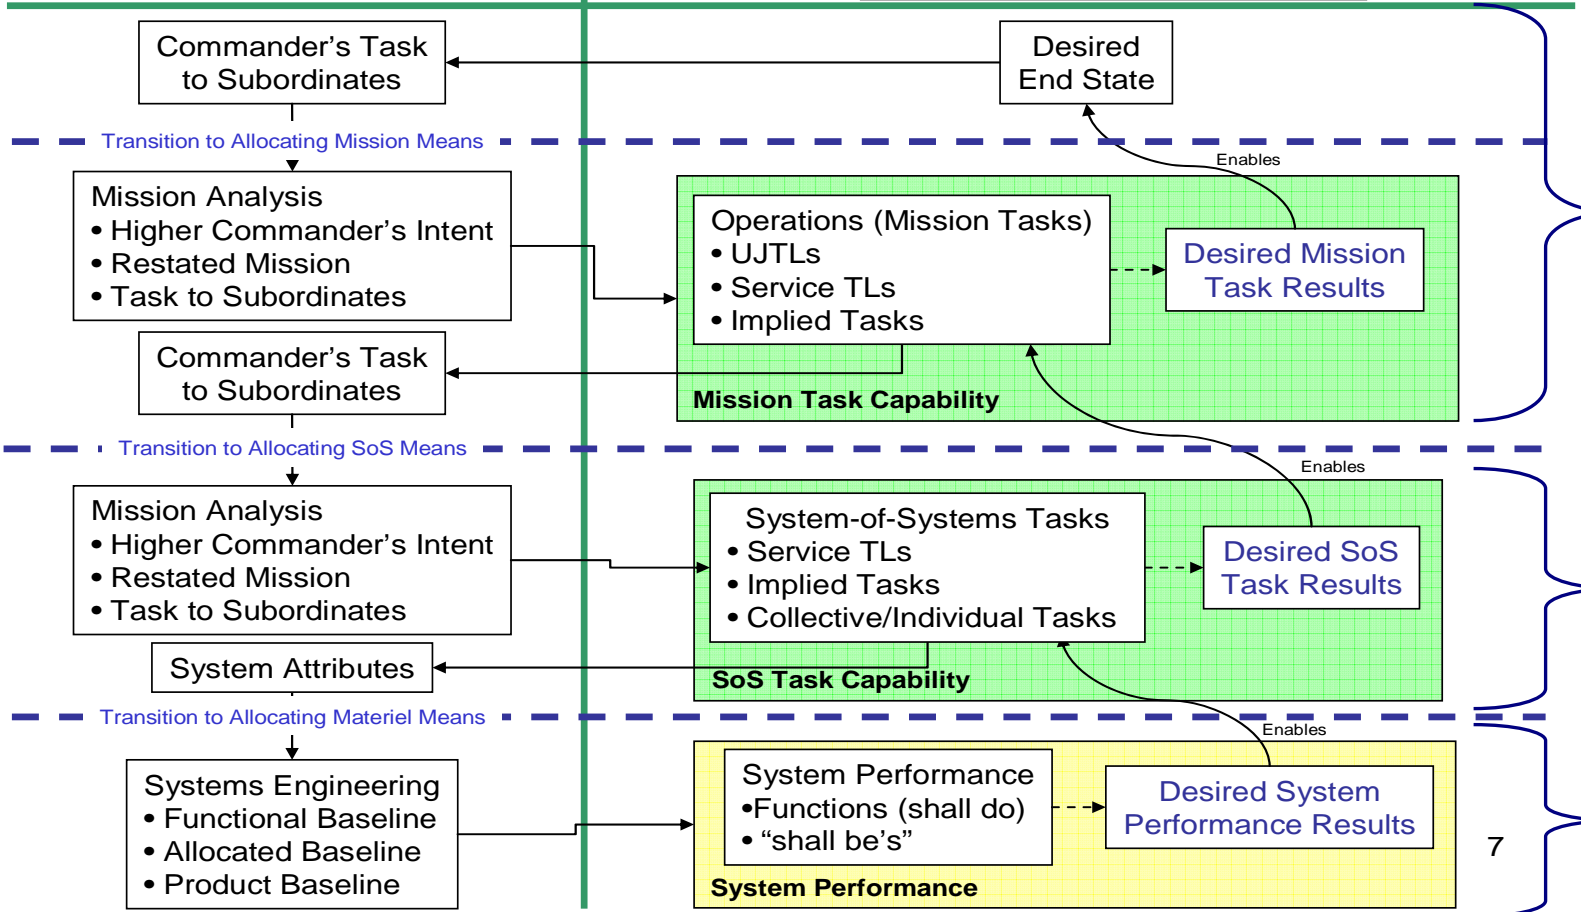 Commander's Task
to Subordinates
Desired
End State
Transition to Allocating Mission Means
Enables
Mission Analysis
• Higher Commander's Intent
• Restated Mission
• Task to Subordinates
Operations (Mission Tasks)
• UJTLs
• Service TLs
• Implied Tasks
Desired Mission
Task Results
Commander's Task
to Subordinates
Mission Task Capability
Transition to Allocating SoS Means
Enables
Mission Analysis
• Higher Commander's Intent
• Restated Mission
• Task to Subordinates
System-of-Systems Tasks
• Service TLs
• Implied Tasks
• Collective/Individual Tasks
Desired SoS
Task Results
System Attributes
SoS Task Capability
Transition to Allocating Materiel Means
Enables
Systems Engineering
• Functional Baseline
• Allocated Baseline
• Product Baseline
System Performance
•Functions (shall do)
• “shall be's”
Desired System
Performance Results
System Performance
7